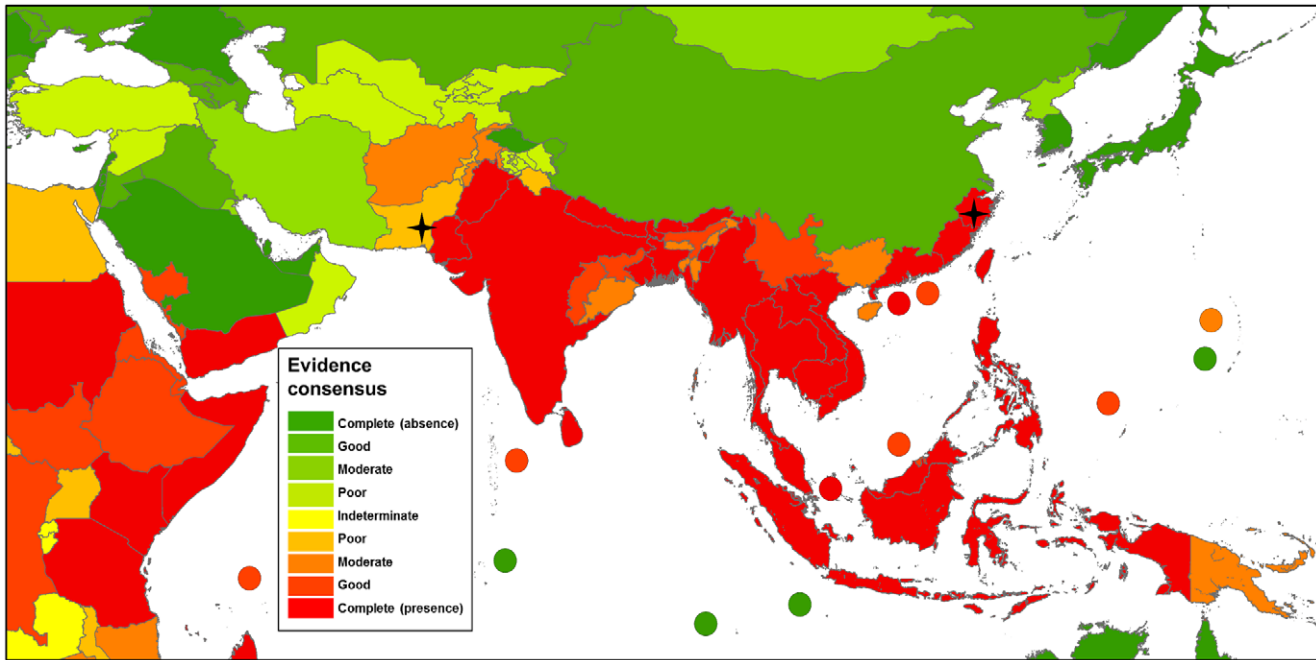 Evidence
consensus
Complete (absence)
Good
Moderate
Poor
Indeterminate
Poor
Moderate
Good
Complete (presence)